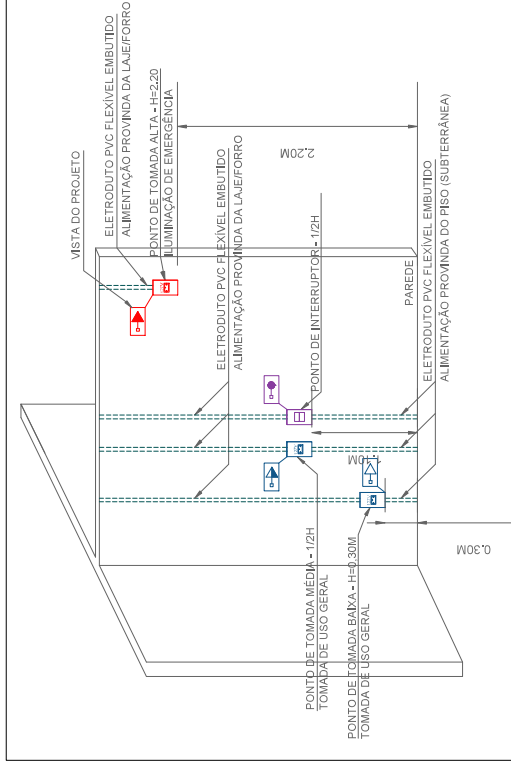 VISTA DO PROJETO
ELETRODUTO PVC FLEXÍVEL EMBUTIDO
ALIMENTAÇÃO PROVINDA DA LAJE/FORRO
PONTO DE TOMADA ALTA - H=2.20
ILUMINAÇÃO DE EMERGÊNCIA
2.20M
ELETRODUTO PVC FLEXÍVEL EMBUTIDO
ALIMENTAÇÃO PROVINDA DA LAJE/FORRO
PONTO DE INTERRUPTOR - 1/2H
PAREDE
ELETRODUTO PVC FLEXÍVEL EMBUTIDO
ALIMENTAÇÃO PROVINDA DO PISO (SUBTERRÂNEA)
1.10M
PONTO DE TOMADA MÉDIA - 1/2H
TOMADA DE USO GERAL
PONTO DE TOMADA BAIXA - H=0.30M
TOMADA DE USO GERAL
0.30M